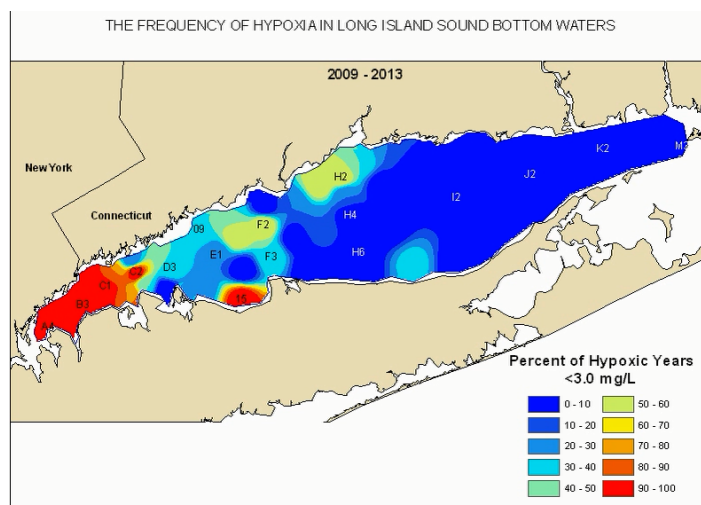 THE FREQUENCY OF HYPOXIA IN LONG ISLAND SOUND BOTTOM WATERS
2009 - 2013
New York
Connecticut
K2
M3
H2
J2
I2
09
F2
H4
H6
E1
F3
D3
C2
C1
15
B3
A4
Percent of Hypoxic Years
<3.0 mg/L
0 - 10
10 - 20
20 - 30
30 - 40
40 - 50
50 - 60
60 - 70
70 - 80
80 - 90
90 - 100